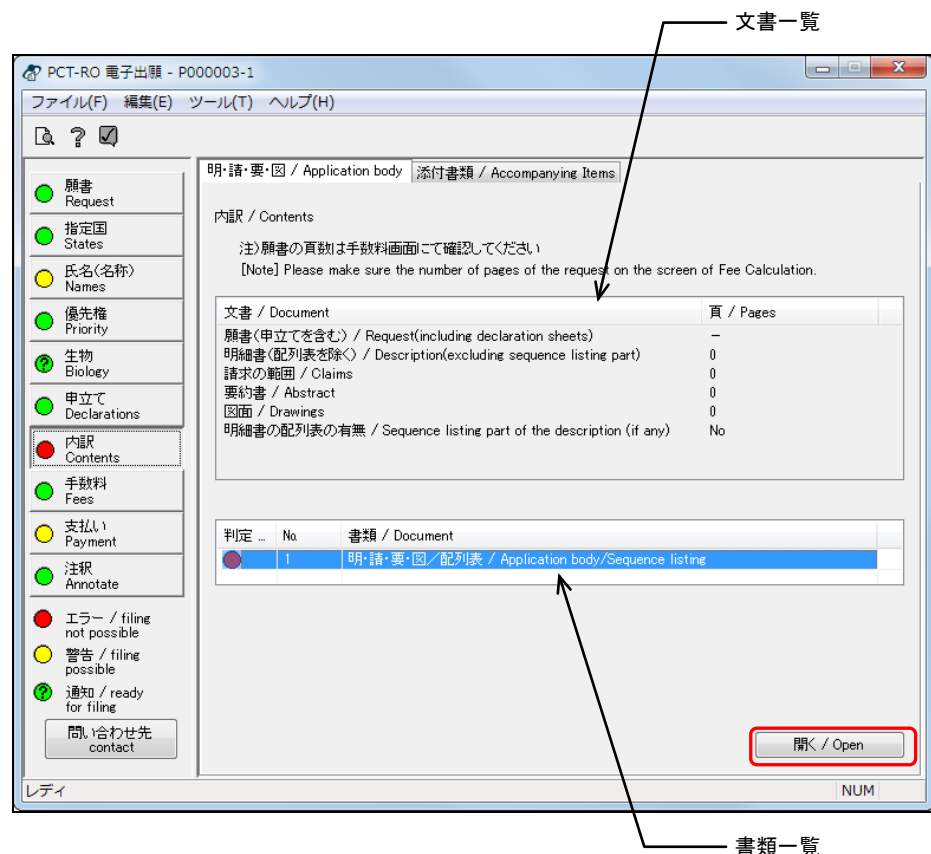 文書一覧
PCT-RO 電子出願 - P000003-1
ファイル(F) 編集(E) ツール(T) ヘルプ(H)
願書
Request
指定国
States
氏名(名称)
Names
優先権
Priority
生物
Biology
申立て
Declarations
内訳
Contents
手数料
Fees
支払い
Payment
注釈
Annotate
エラー / filing
not possible
警告 / filing
possible
通知 / ready
for filing
問い合わせ先
contact
明・請・要・図 / Application body 添付書類 / Accompanying Items
内訳 / Contents
注)願書の頁数は手数料画面にて確認してください
[Note] Please make sure the number of pages of the request on the screen of Fee Calculation.
文書 / Document 頁 / Pages
願書(申立てを含む) / Request(including declaration sheets) −
明細書(配列表を除く) / Description(excluding sequence listing part) 0
請求の範囲 / Claims 0
要約書 / Abstract 0
図面 / Drawings 0
明細書の配列表の有無 / Sequence listing part of the description (if any) No
判定 ... No. 書類 / Document
1 明・請・要・図/配列表 / Application body/Sequence listing
開く / Open
レディ NUM
書類一覧